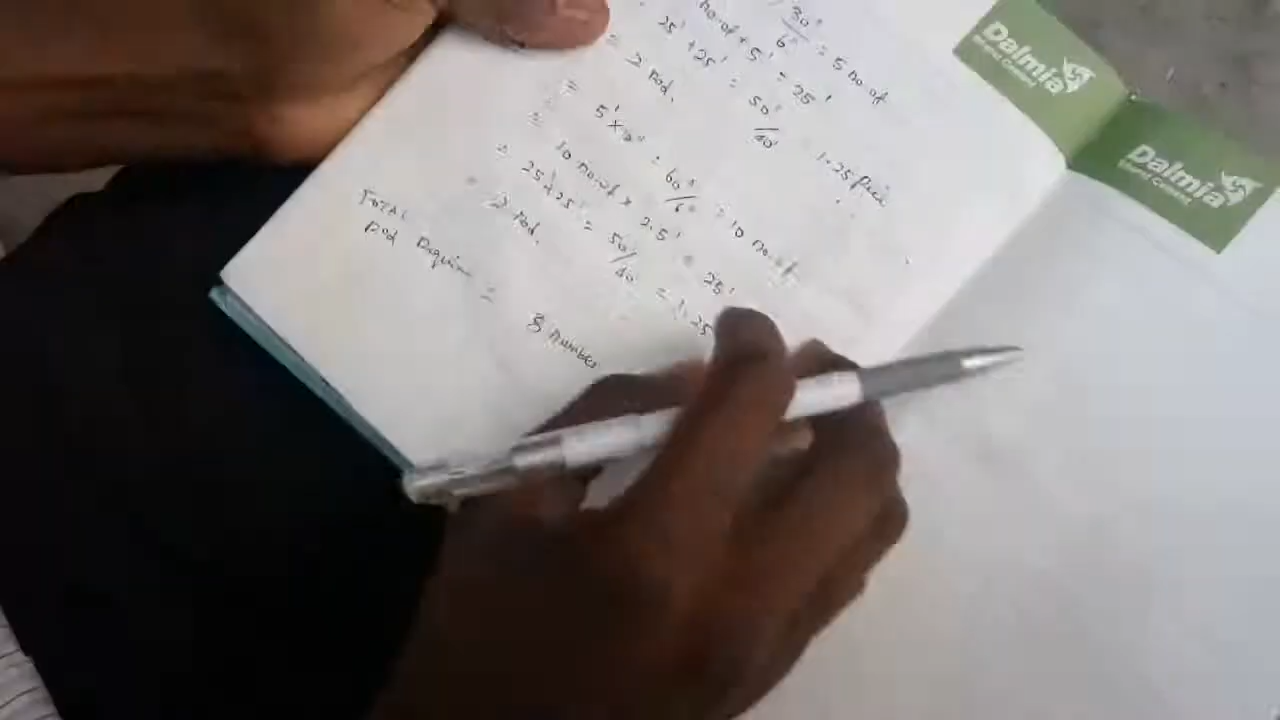 30"
/6" = 5 no of
no.of × 5' = 25'
25' + 25' = 50'/40' 1.25 piece
2 rod.
= 5' × 12" = 60"/6" = 10 no.of
= 10 no.of × 2.5' = 25'
= 25' + 25' = 50'/40' = 1.25
2 rod.
Total
rod require = 8 number
Dalmia
Dalmia